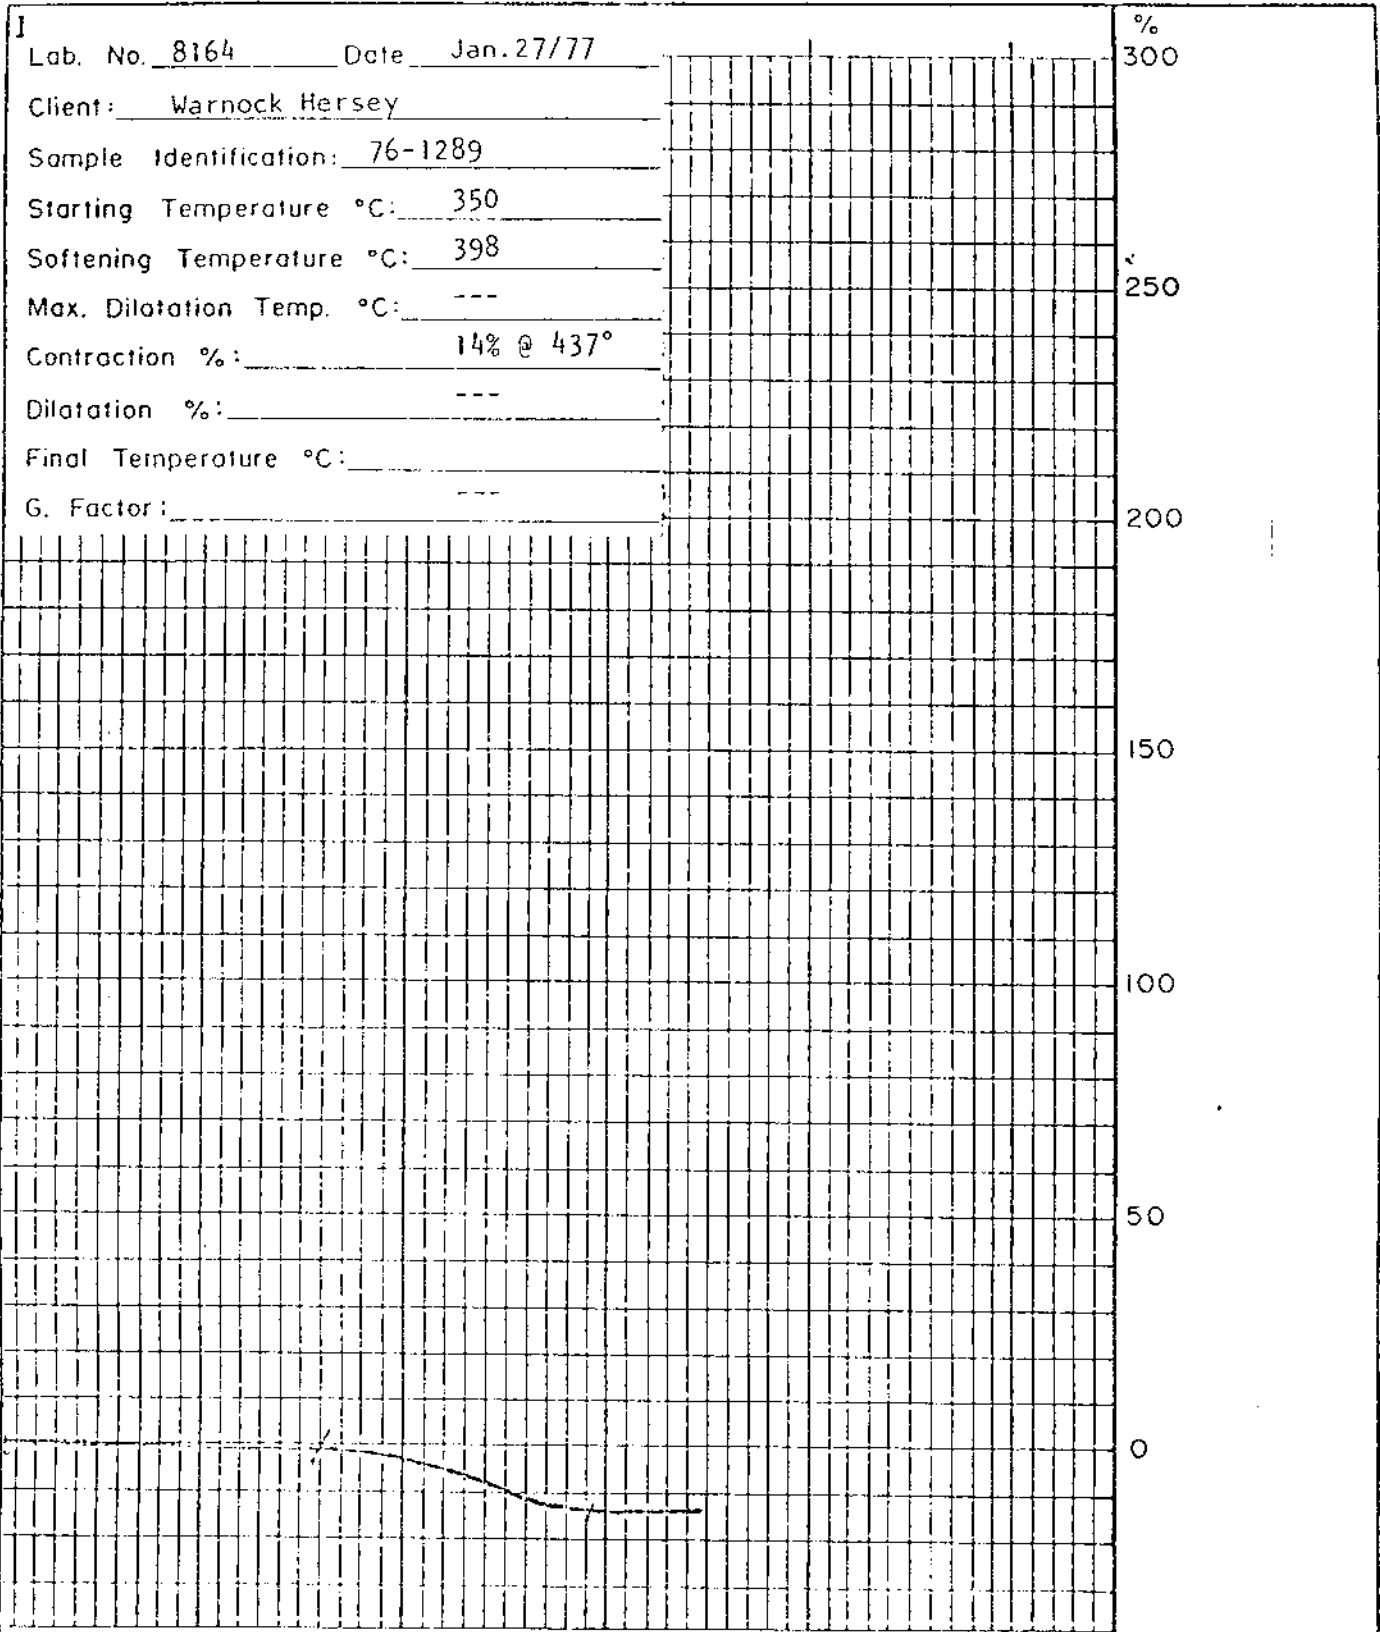 Lab. No. 8164 Date Jan.27/77
Client: Warnock Hersey
Sample Identification: 76-1289
Starting Temperature °C: 350
Softening Temperature °C: 398
Max. Dilatation Temp. °C: ---
Contraction %: 14% @ 437°
Dilatation %: ---
Final Temperature °C:
G. Factor: ---
%
300
250
200
150
100
50
0